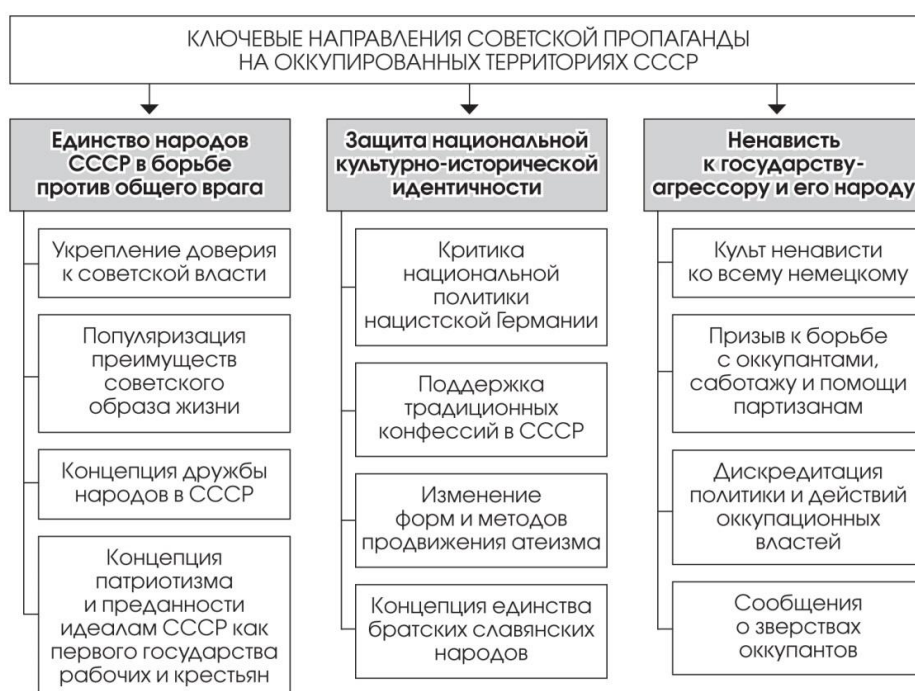 КЛЮЧЕВЫЕ НАПРАВЛЕНИЯ СОВЕТСКОЙ ПРОПАГАНДЫ
НА ОККУПИРОВАННЫХ ТЕРРИТОРИЯХ СССР
Единство народов
СССР в борьбе
против общего врага
Укрепление доверия
к советской власти
Популяризация
преимуществ
советского
образа жизни
Концепция дружбы
народов в СССР
Концепция
патриотизма
и преданности
идеалам СССР как
первого государства
рабочих и крестьян
Защита национальной
культурно-исторической
идентичности
Критика
национальной
политики
нацистской Германии
Поддержка
традиционных
конфессий в СССР
Изменение
форм и методов
продвижения атеизма
Концепция единства
братских славянских
народов
Ненависть
к государству-
агрессору и его народу
Культ ненависти
ко всему немецкому
Призыв к борьбе
с оккупантами,
саботажу и помощи
партизанам
Дискредитация
политики и действий
оккупационных
властей
Сообщения
о зверствах
оккупантов